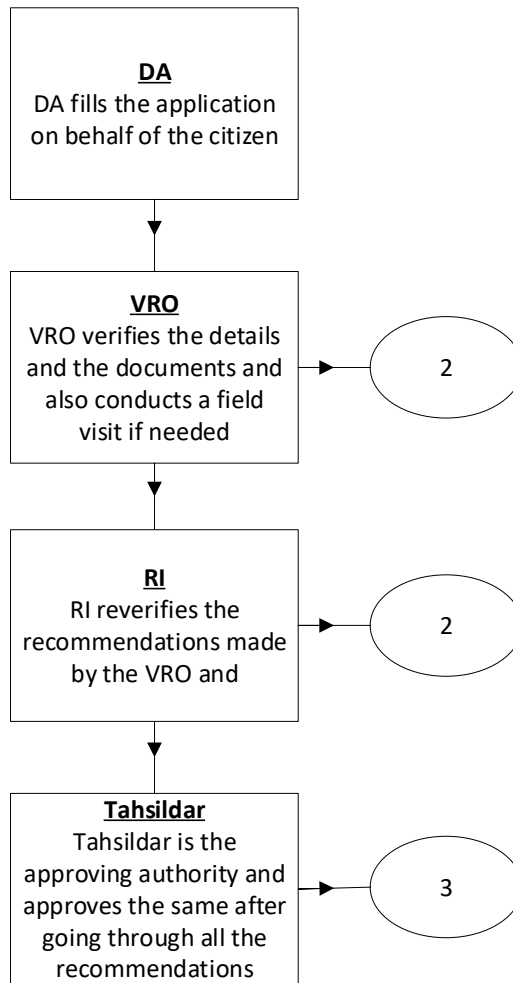 DA
DA fills the application
on behalf of the citizen
VRO
VRO verifies the details
and the documents and
also conducts a field
visit if needed
2
RI
RI reverifies the
recommendations made
by the VRO and
2
Tahsildar
Tahsildar is the
approving authority and
approves the same after
going through all the
recommendations
3